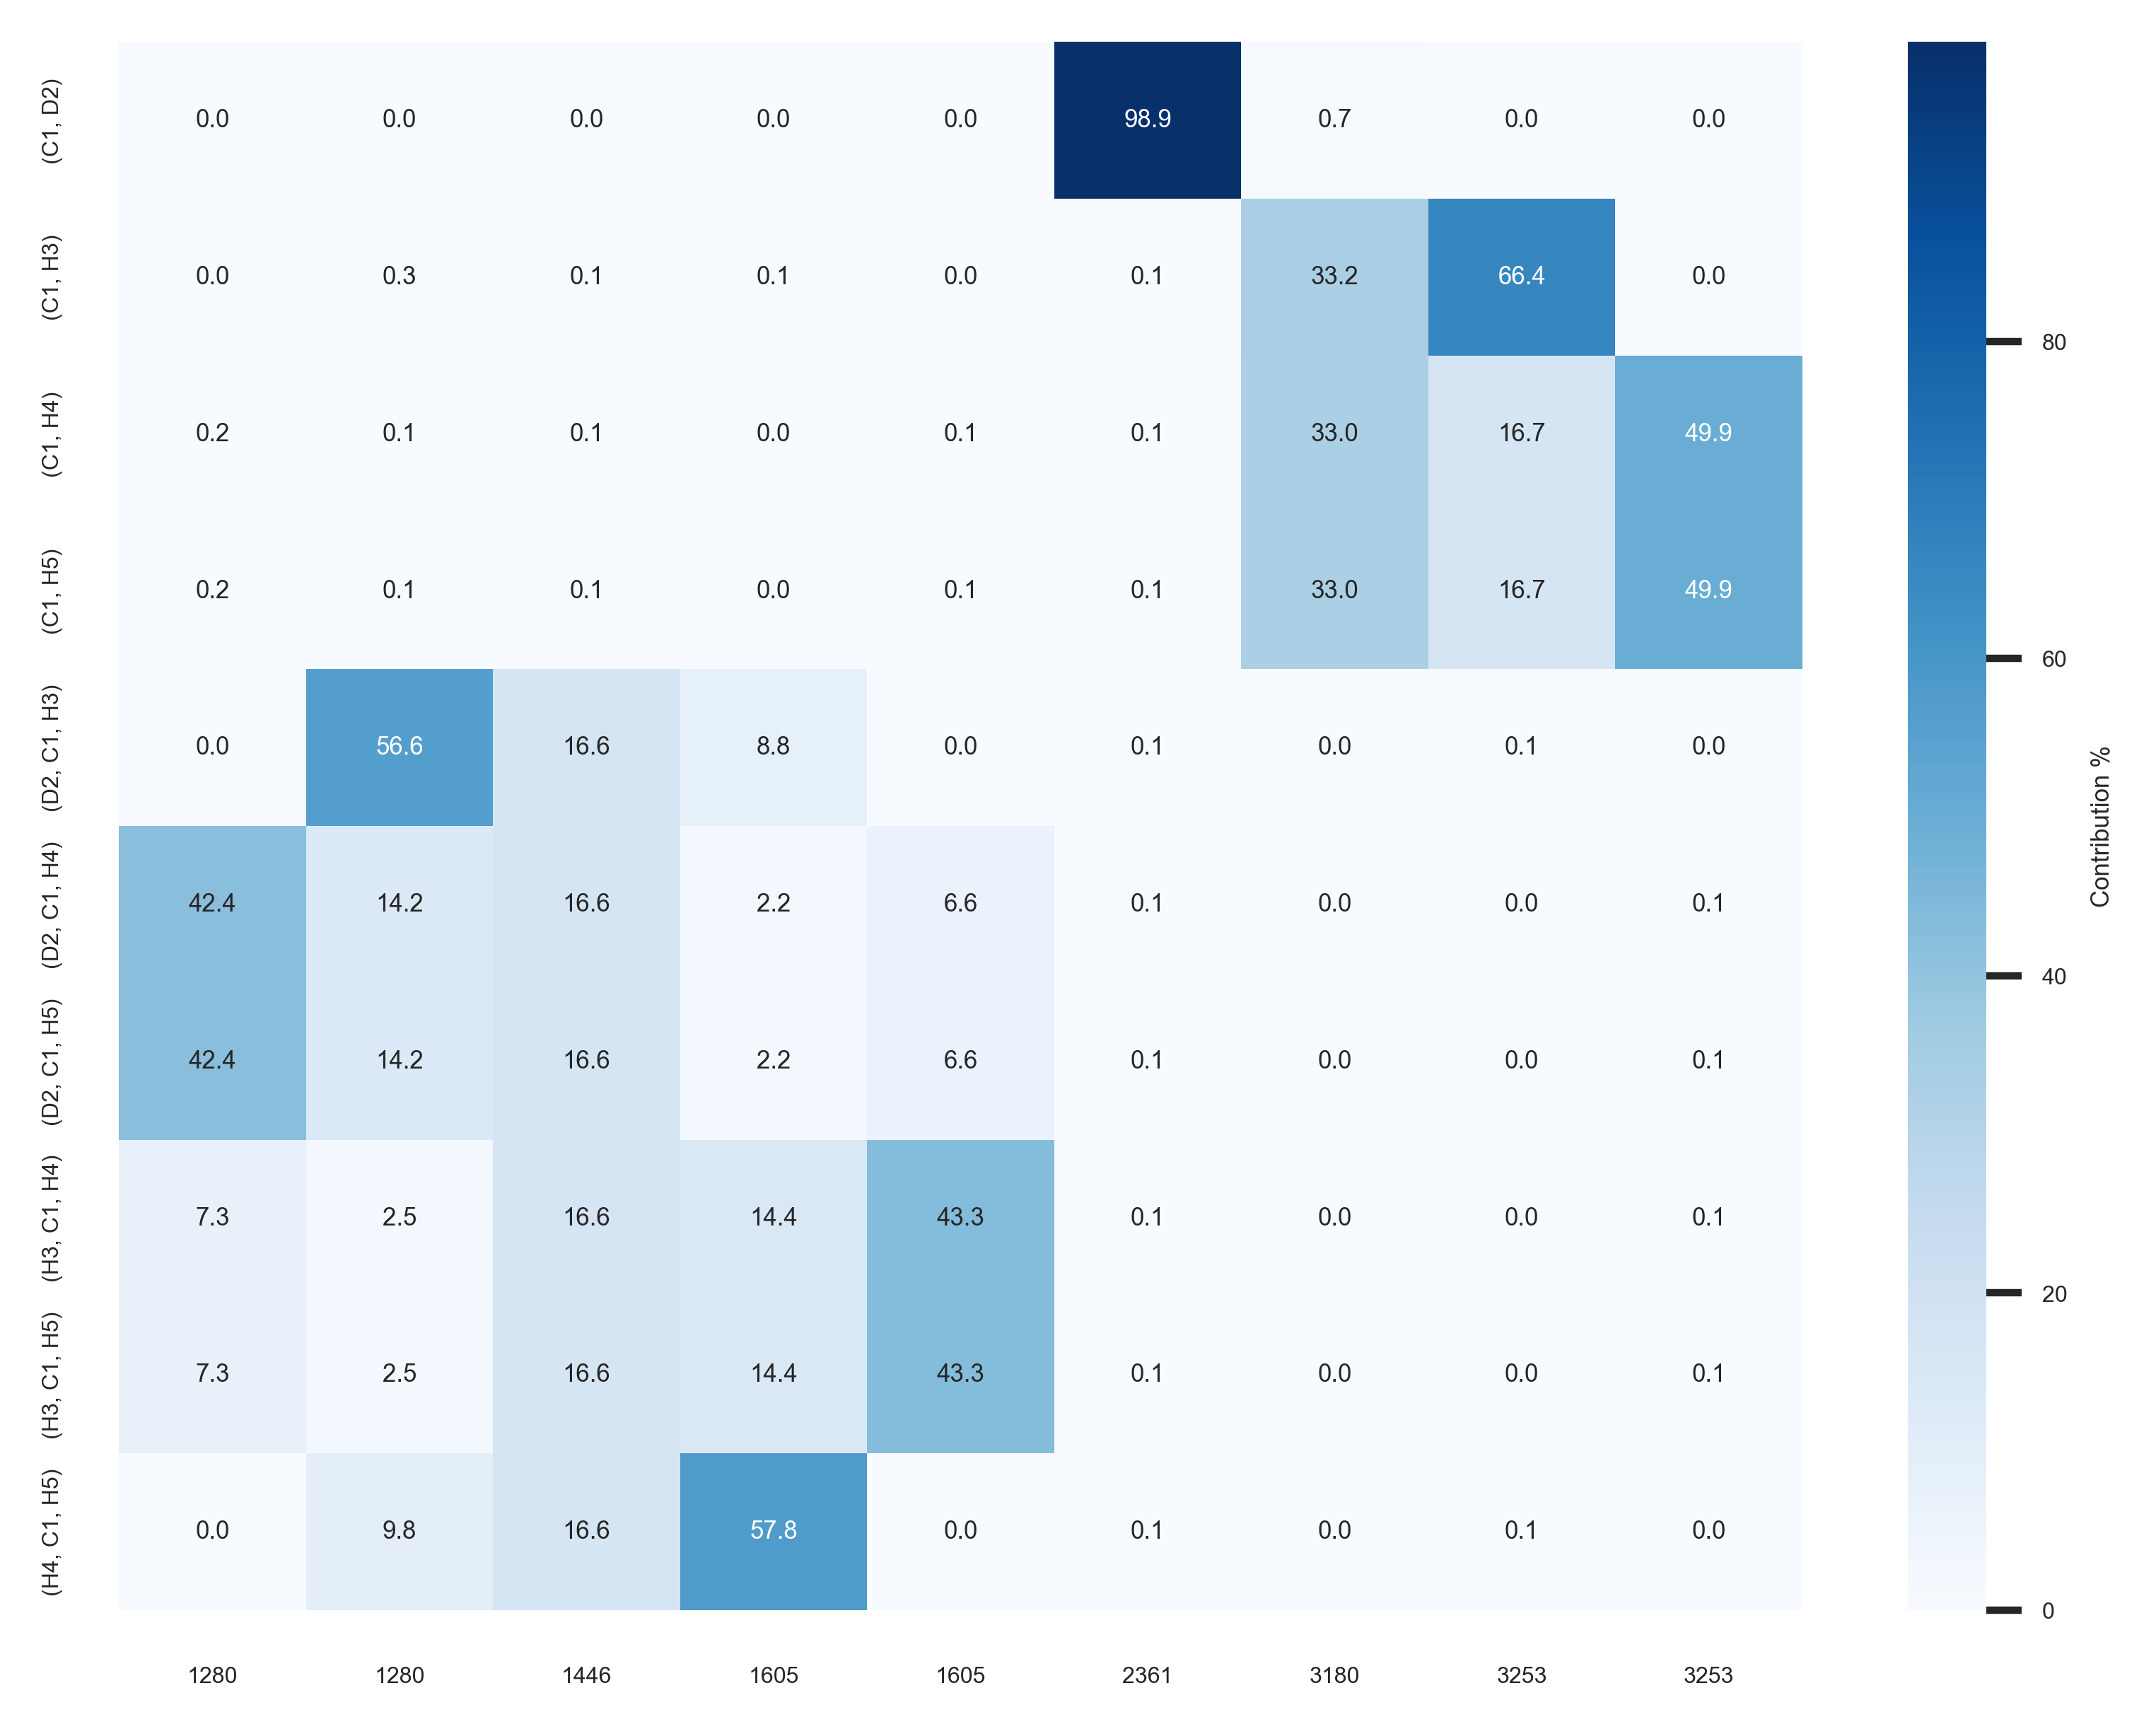 (C1, D2) 0.0 0.0 0.0 0.0 0.0 98.9 0.7 0.0 0.0
(C1, H3) 0.0 0.3 0.1 0.1 0.0 0.1 33.2 66.4 0.0
80
(C1, H4) 0.2 0.1 0.1 0.0 0.1 0.1 33.0 16.7 49.9
(C1, H5) 0.2 0.1 0.1 0.0 0.1 0.1 33.0 16.7 49.9
60
(D2, C1, H3) 0.0 56.6 16.6 8.8 0.0 0.1 0.0 0.1 0.0
Contribution %
(D2, C1, H4) 42.4 14.2 16.6 2.2 6.6 0.1 0.0 0.0 0.1
40
(D2, C1, H5) 42.4 14.2 16.6 2.2 6.6 0.1 0.0 0.0 0.1
(H3, C1, H4) 7.3 2.5 16.6 14.4 43.3 0.1 0.0 0.0 0.1
20
(H3, C1, H5) 7.3 2.5 16.6 14.4 43.3 0.1 0.0 0.0 0.1
(H4, C1, H5) 0.0 9.8 16.6 57.8 0.0 0.1 0.0 0.1 0.0
0
1280 1280 1446 1605 1605 2361 3180 3253 3253